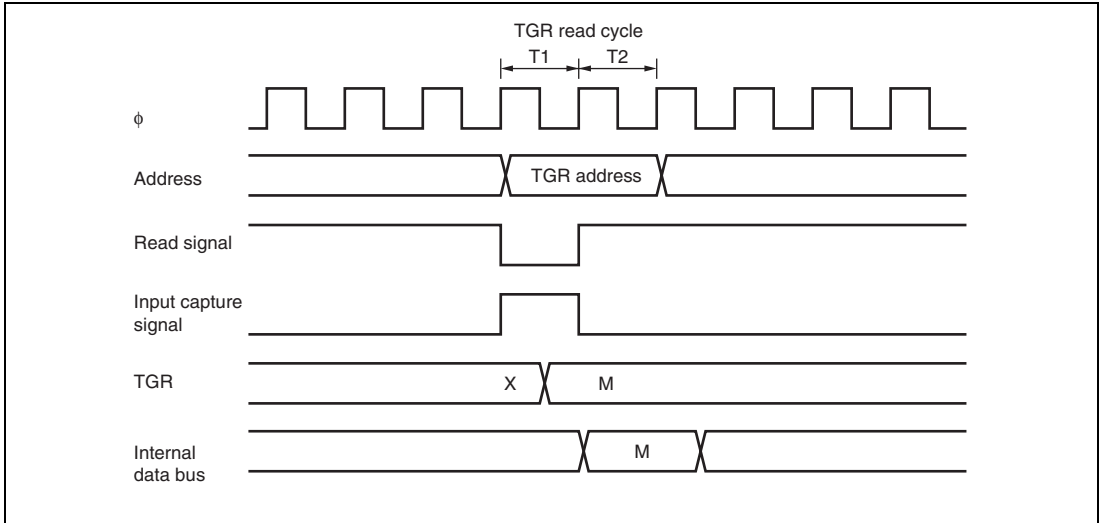 TGR read cycle
T1 T2
ϕ
Address
TGR address
Read signal
Input capture
signal
TGR
X M
Internal
data bus
M